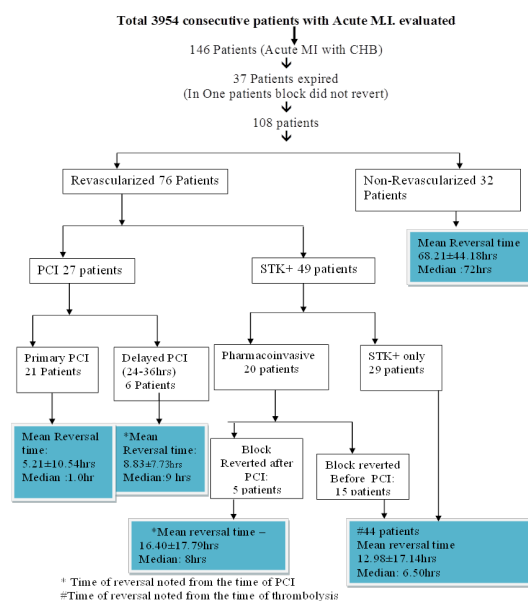 Total 3954 consecutive patients with Acute M.I. evaluated
146 Patients (Acute MI with CHB)
37 Patients expired
(In One patients block did not revert)
108 patients
Revascularized 76 Patients
Non-Revascularized 32
Patients
Mean Reversal time
68.21±44.18hrs
Median :72hrs
PCI 27 patients
STK+ 49 patients
Primary PCI
21 Patients
Delayed PCI
(24-36hrs)
6 Patients
Pharmacoinvasive
20 patients
STK+ only
29 patients
Mean Reversal
time:
5.21±10.54hrs
Median :1.0hr
*Mean
Reversal time:
8.83±7.73hrs
Median:9 hrs
Block
Reverted after
PCI:
5 patients
Block reverted
Before PCI:
15 patients
*Mean reversal time –
16.40±17.79hrs
Median: 8hrs
#44 patients
Mean reversal time
12.98±17.14hrs
Median: 6.50hrs
* Time of reversal noted from the time of PCI
#Time of reversal noted from the time of thrombolysis